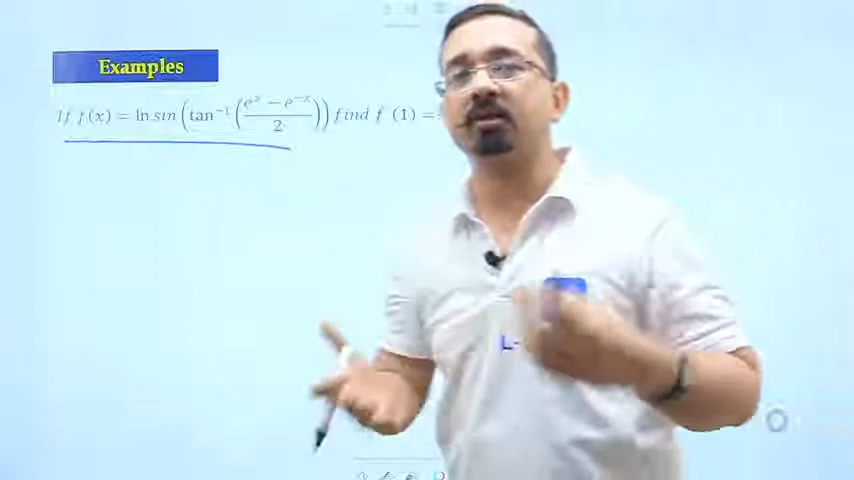 Examples
If f(x) = ln sin (tan⁻¹ ((eˣ − e⁻ˣ)/2)) find f (1) =
L-